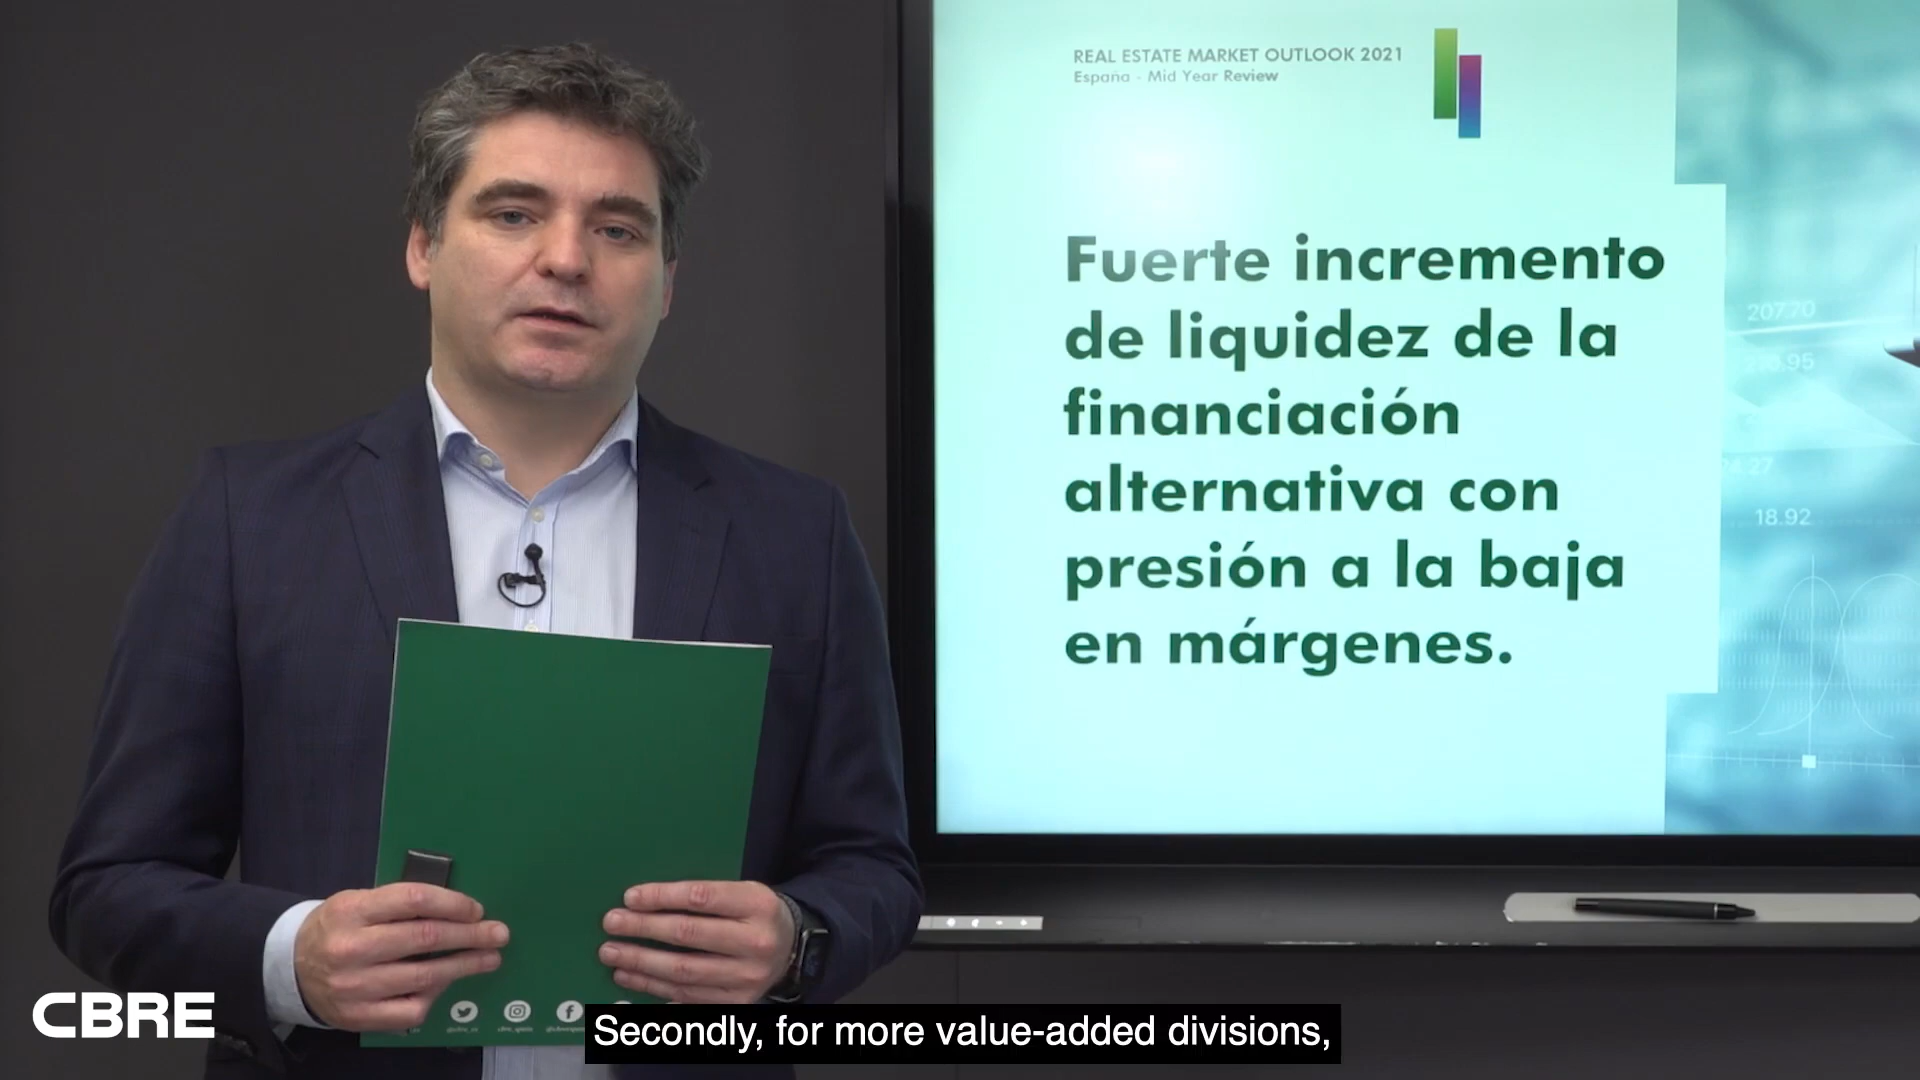 REAL ESTATE MARKET OUTLOOK 2021
España - Mid Year Review
Fuerte incremento
de liquidez de la
financiación
alternativa con
presión a la baja
en márgenes.
207.70
18.92
CBRE
Secondly, for more value-added divisions,